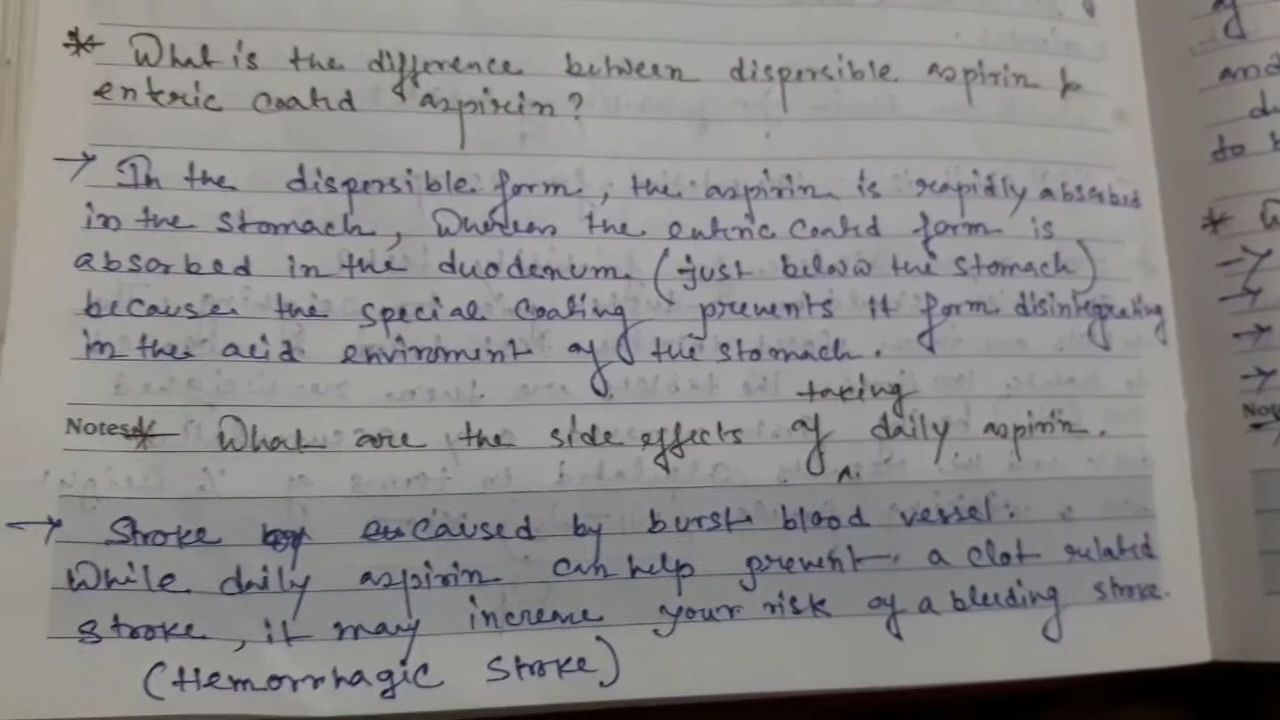 * What is the difference between dispersible aspirin &
enteric coated aspirin?
→ In the dispersible form, the aspirin is rapidly absorbed
in the stomach, whereas the enteric coated form is
absorbed in the duodenum (just below the stomach)
because the special coating prevents it form disintegrating
in the acid enviroment of the stomach.
taking
Notes * What are the side effects of daily aspirin.
→ Stroke caused by burst blood vessel:
While daily aspirin can help prevent a clot related
stroke, it may increase your risk of a bleeding stroke.
(Hemorrhagic Stroke)
and
to
*
→
→
→
→